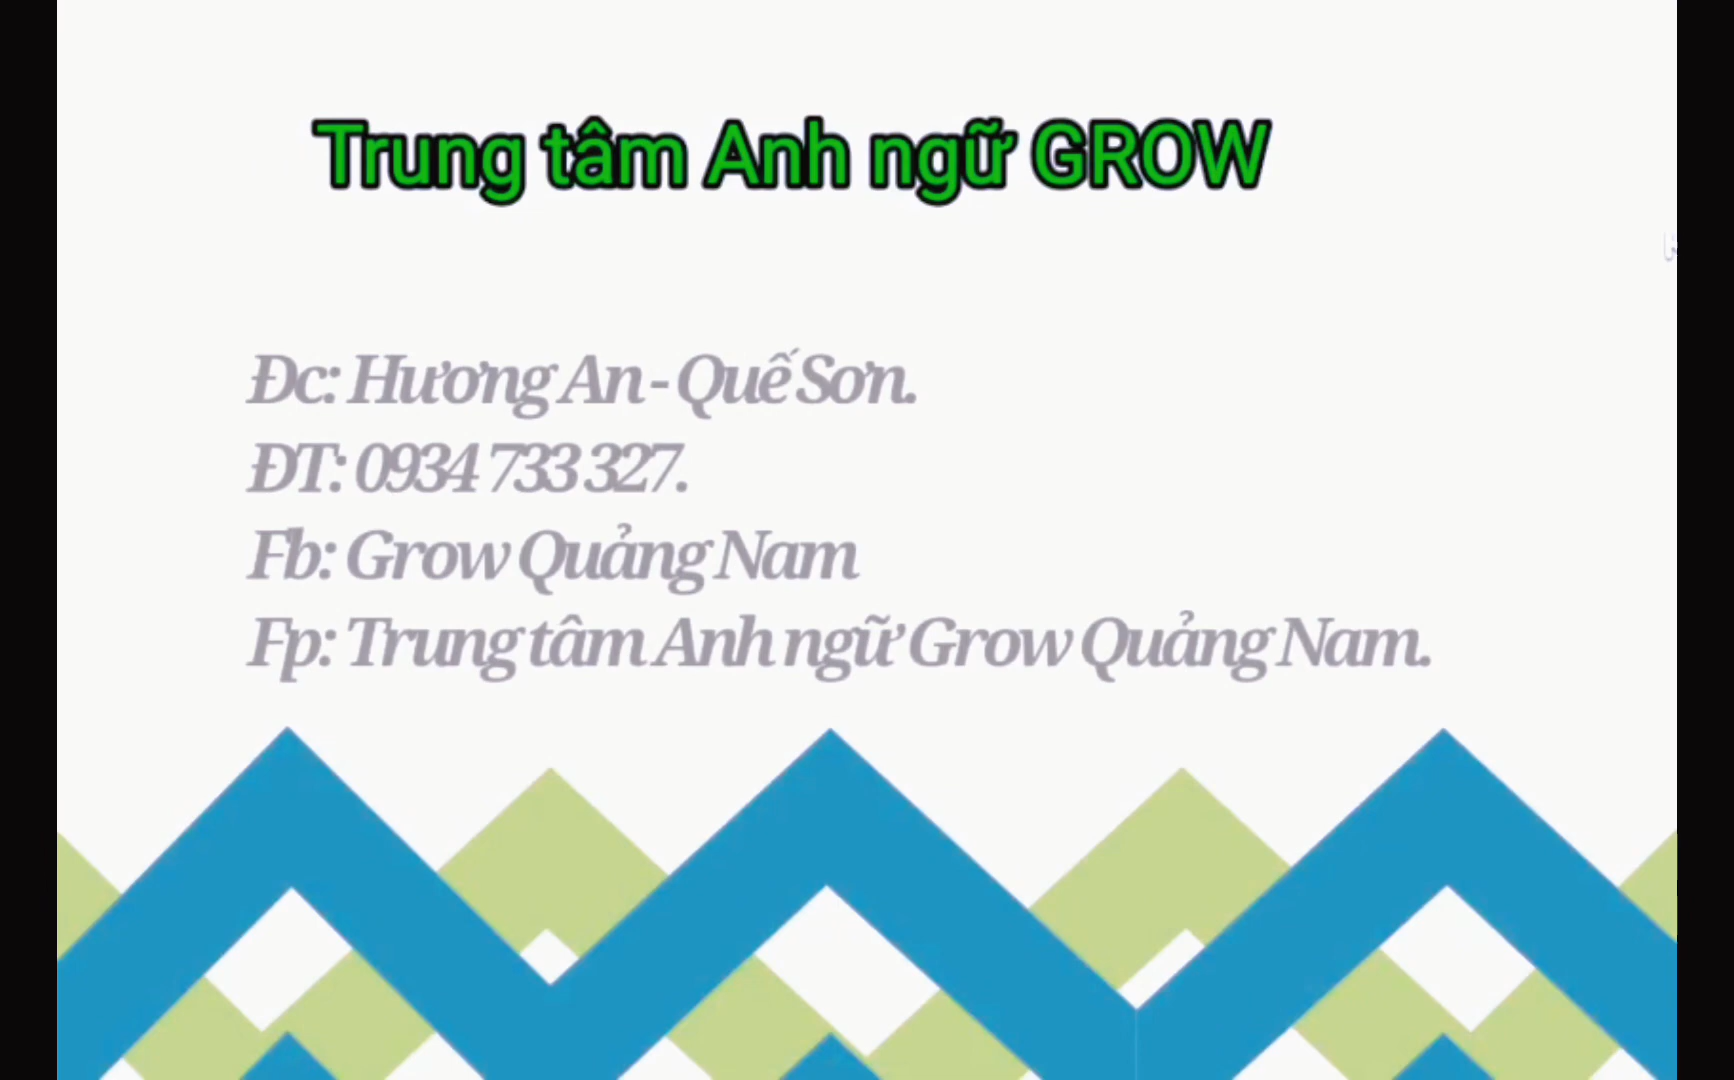 Trung tâm Anh ngữ GROW
Đc: Hương An - Quế Sơn.
ĐT: 0934 733 327.
Fb: Grow Quảng Nam
Fp: Trung tâm Anh ngữ Grow Quảng Nam.